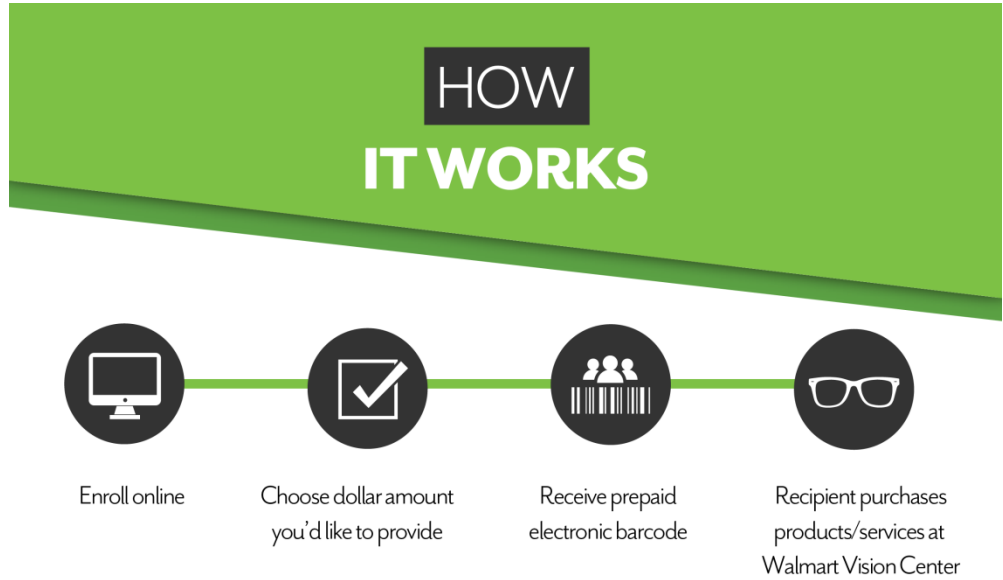 HOW
IT WORKS
Enroll online
Choose dollar amount
you'd like to provide
Receive prepaid
electronic barcode
Recipient purchases
products/services at
Walmart Vision Center